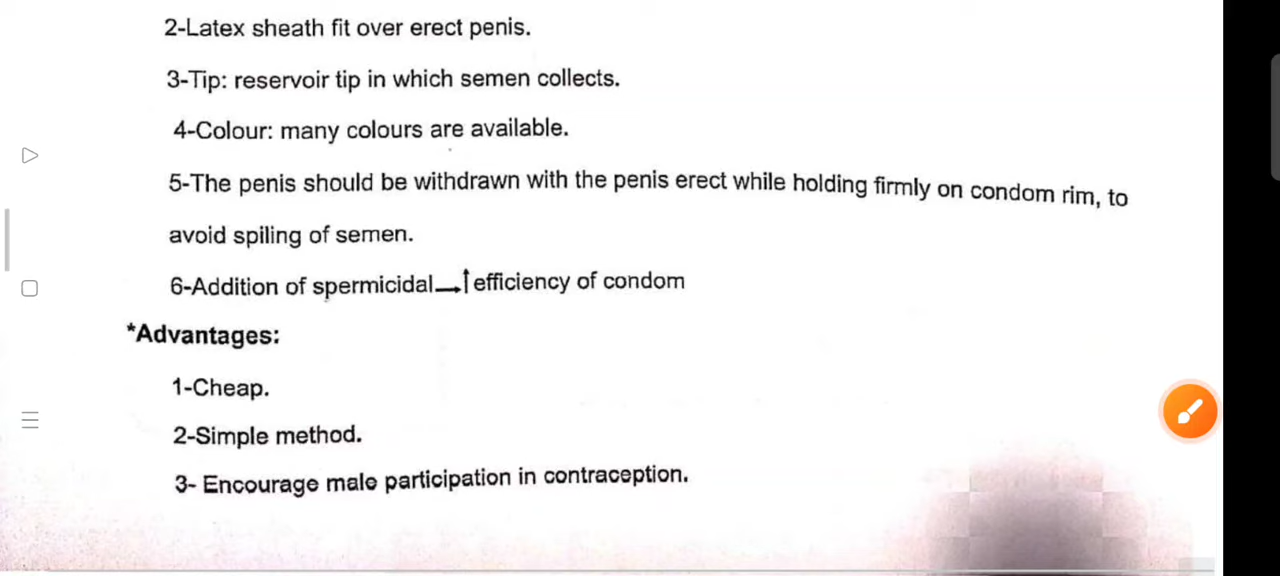 2-Latex sheath fit over erect penis.
3-Tip: reservoir tip in which semen collects.
4-Colour: many colours are available.
5-The penis should be withdrawn with the penis erect while holding firmly on condom rim, to
avoid spiling of semen.
6-Addition of spermicidal→↑efficiency of condom
*Advantages:
1-Cheap.
2-Simple method.
3- Encourage male participation in contraception.